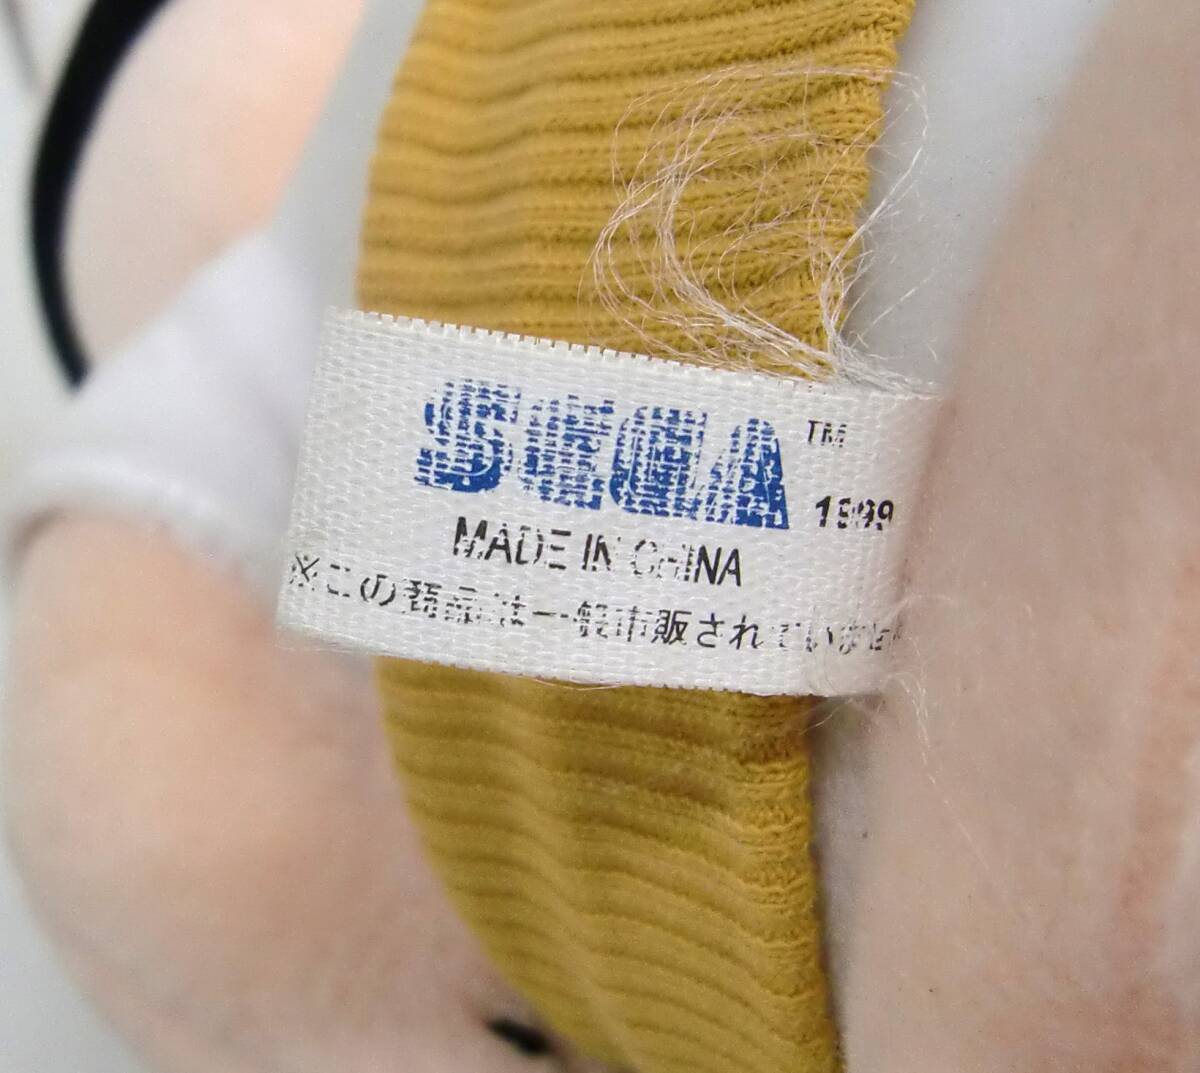 SEGA ™
1999
MADE IN CHINA
※この商品は一般市販されていませ